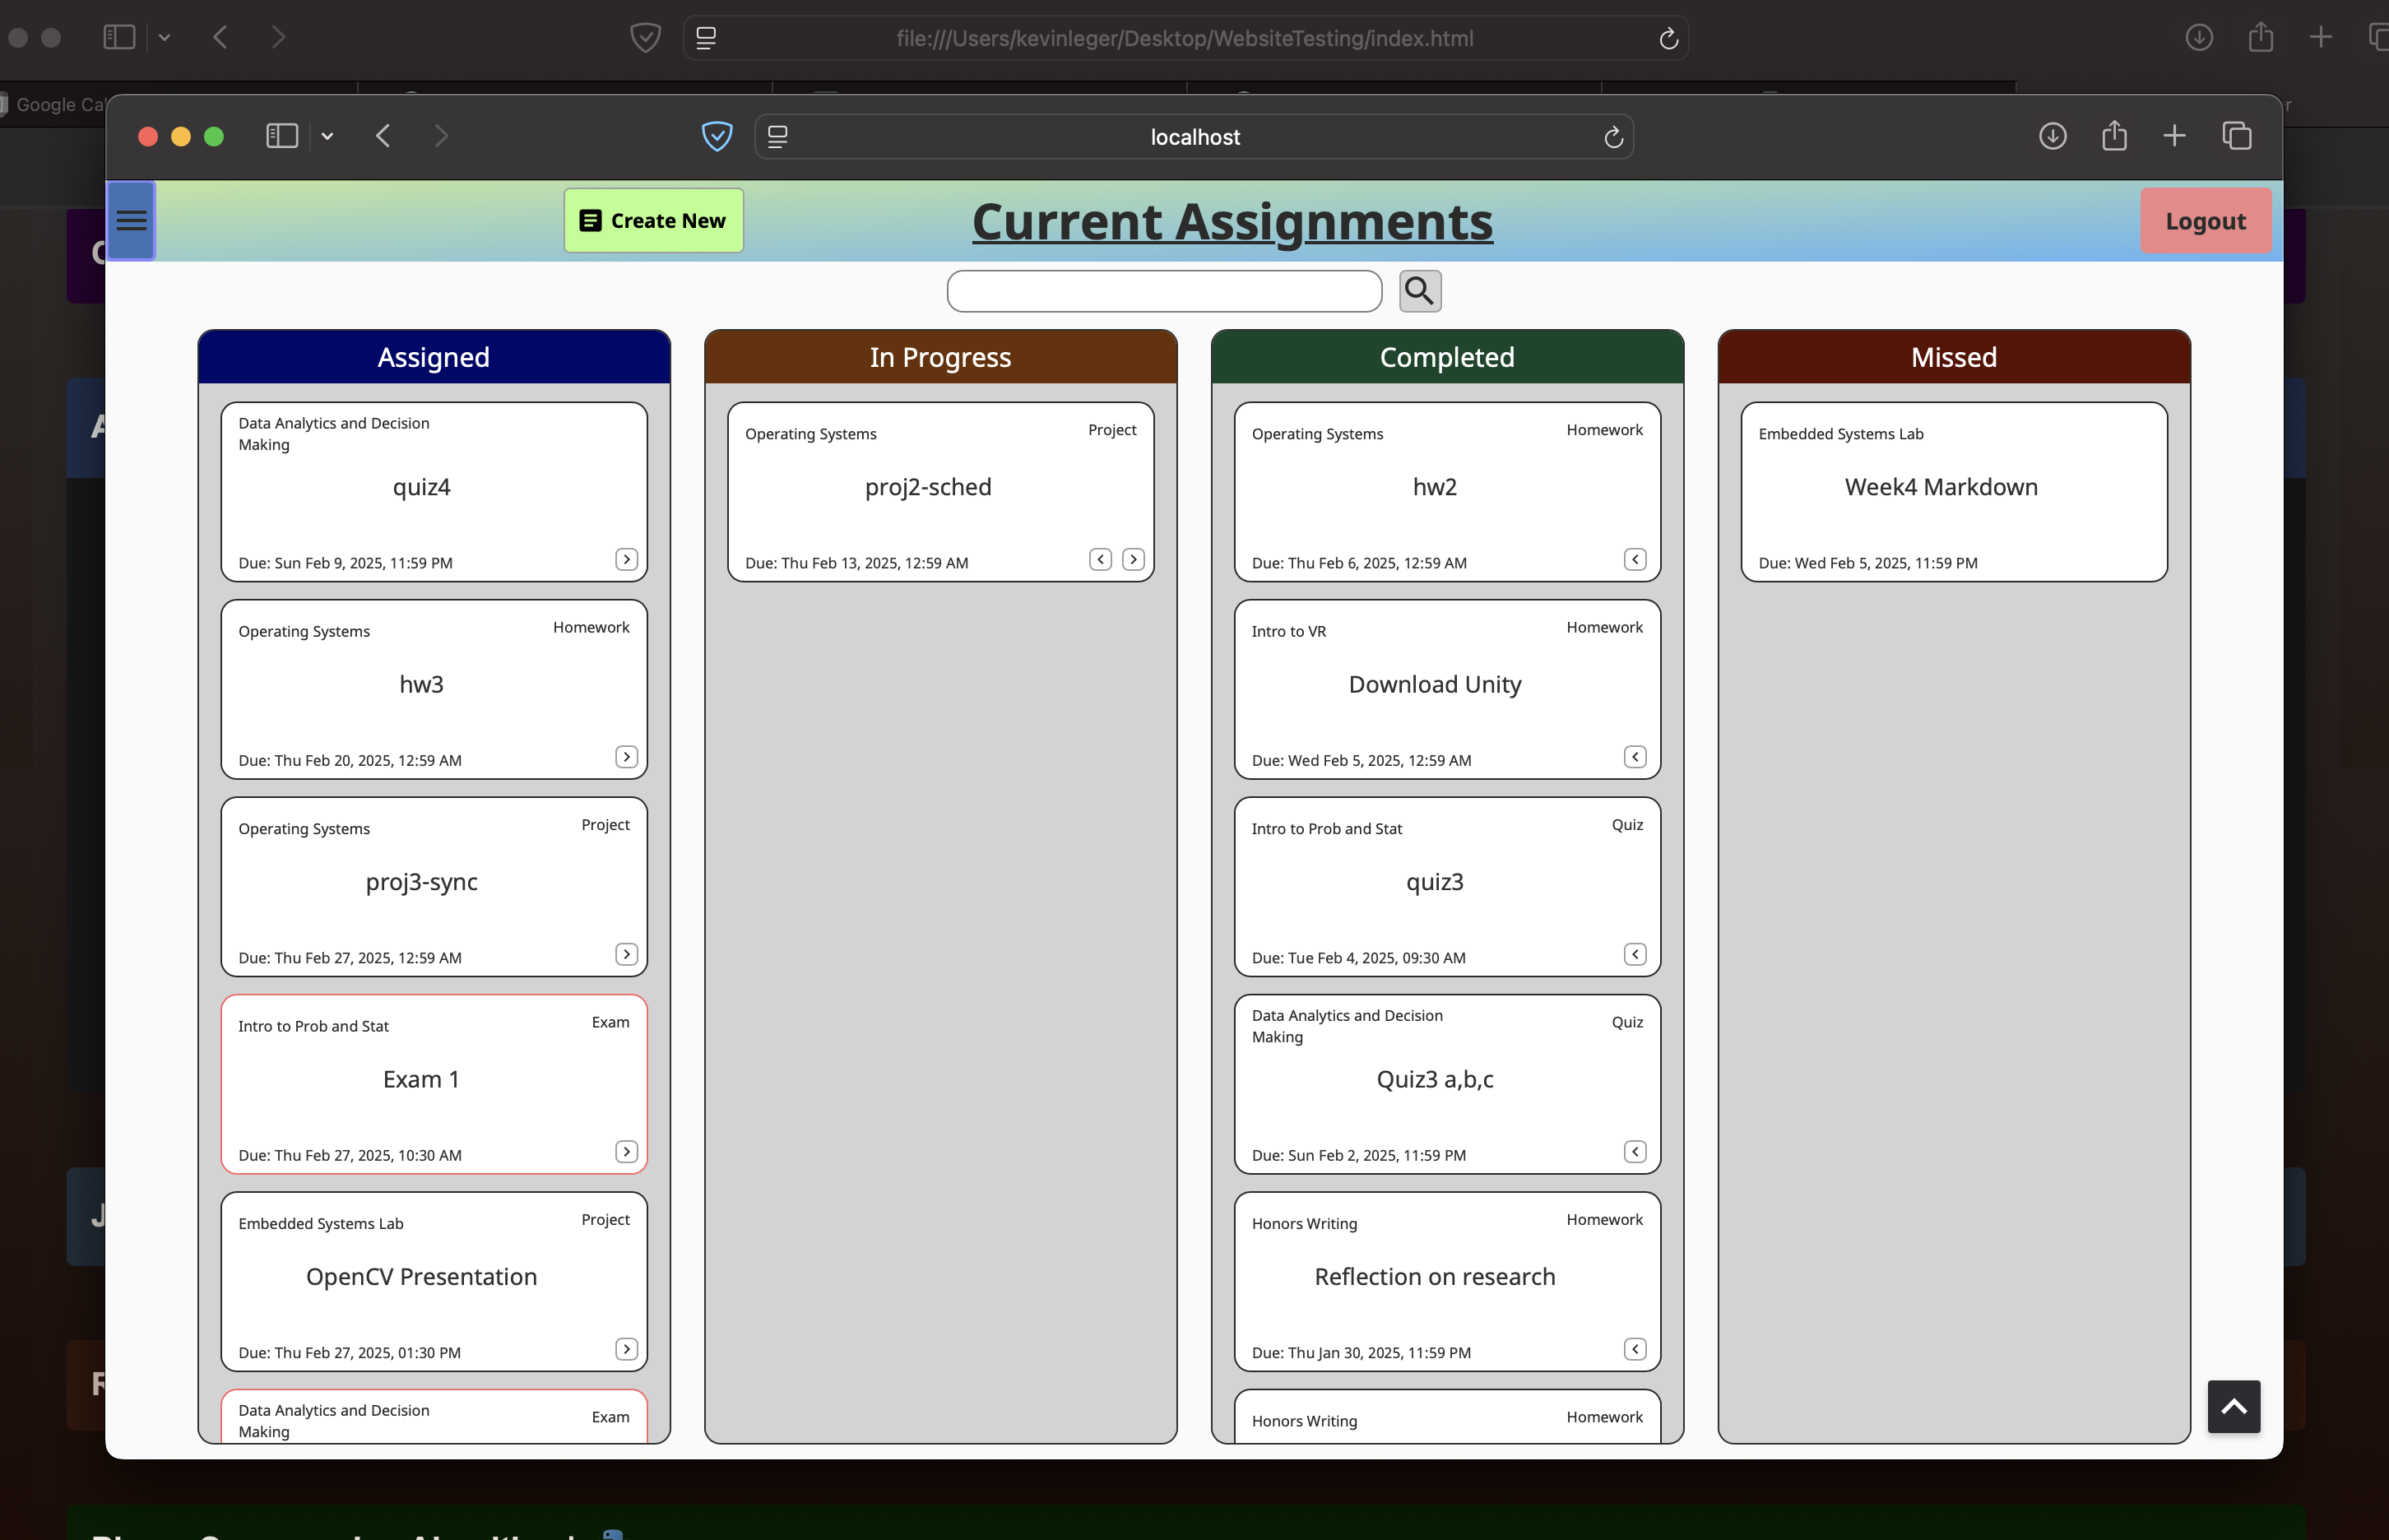 file:///Users/kevinleger/Desktop/WebsiteTesting/index.html
Google Ca
localhost
Create New
Current Assignments
Logout
Assigned
Data Analytics and Decision
Making
quiz4
Due: Sun Feb 9, 2025, 11:59 PM
Operating Systems
Homework
hw3
Due: Thu Feb 20, 2025, 12:59 AM
Operating Systems
Project
proj3-sync
Due: Thu Feb 27, 2025, 12:59 AM
Intro to Prob and Stat
Exam
Exam 1
Due: Thu Feb 27, 2025, 10:30 AM
Embedded Systems Lab
Project
OpenCV Presentation
Due: Thu Feb 27, 2025, 01:30 PM
Data Analytics and Decision
Making
Exam
In Progress
Operating Systems
Project
proj2-sched
Due: Thu Feb 13, 2025, 12:59 AM
Completed
Operating Systems
Homework
hw2
Due: Thu Feb 6, 2025, 12:59 AM
Intro to VR
Homework
Download Unity
Due: Wed Feb 5, 2025, 12:59 AM
Intro to Prob and Stat
Quiz
quiz3
Due: Tue Feb 4, 2025, 09:30 AM
Data Analytics and Decision
Making
Quiz
Quiz3 a,b,c
Due: Sun Feb 2, 2025, 11:59 PM
Honors Writing
Homework
Reflection on research
Due: Thu Jan 30, 2025, 11:59 PM
Honors Writing
Homework
Missed
Embedded Systems Lab
Week4 Markdown
Due: Wed Feb 5, 2025, 11:59 PM